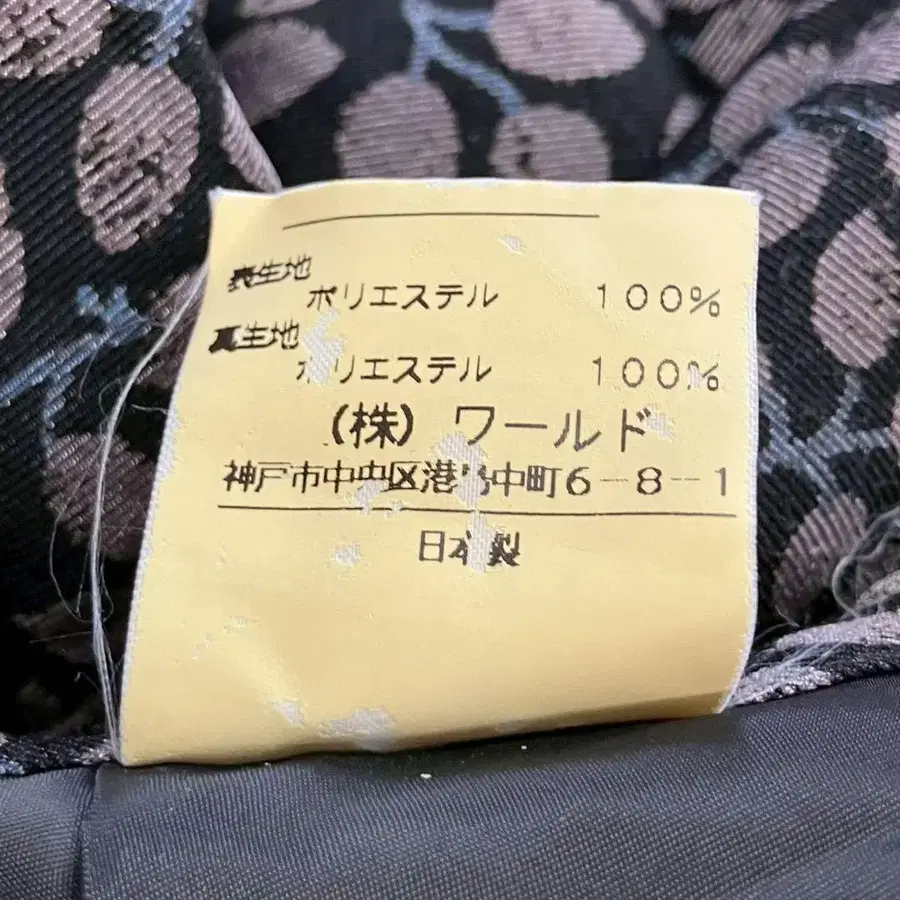 表生地
ポリエステル 100%
裏生地
ポリエステル 100%
(株) ワールド
神戸市中央区港島中町6-8-1
日本製